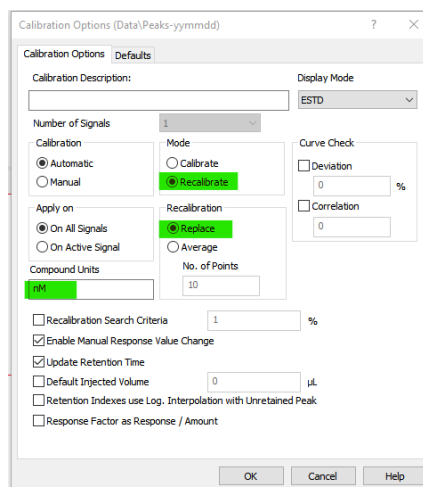 Calibration Options (Data\Peaks-yymmdd) ? ×
Calibration Options Defaults
Calibration Description: Display Mode
ESTD
Number of Signals 1
Calibration Mode Curve Check
Automatic Calibrate Deviation
Manual Recalibrate 0 %
Apply on Recalibration Correlation
On All Signals Replace 0
On Active Signal Average
Compound Units No. of Points
nM 10
Recalibration Search Criteria 1 %
Enable Manual Response Value Change
Update Retention Time
Default Injected Volume 0 µL
Retention Indexes use Log. Interpolation with Unretained Peak
Response Factor as Response / Amount
OK Cancel Help